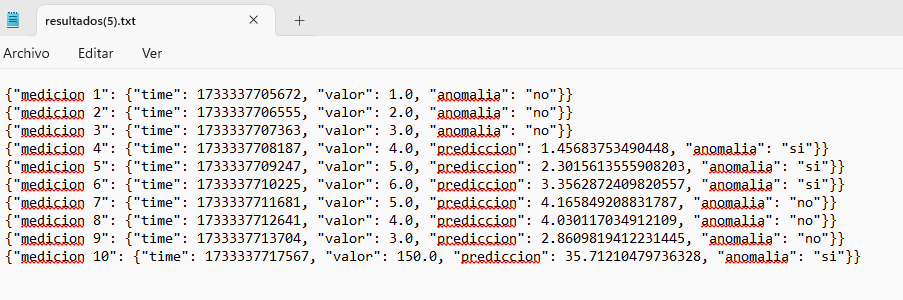 resultados(5).txt
Archivo Editar Ver
{"medicion 1": {"time": 1733337705672, "valor": 1.0, "anomalia": "no"}}
{"medicion 2": {"time": 1733337706555, "valor": 2.0, "anomalia": "no"}}
{"medicion 3": {"time": 1733337707363, "valor": 3.0, "anomalia": "no"}}
{"medicion 4": {"time": 1733337708187, "valor": 4.0, "prediccion": 1.45683753490448, "anomalia": "si"}}
{"medicion 5": {"time": 1733337709247, "valor": 5.0, "prediccion": 2.3015613555908203, "anomalia": "si"}}
{"medicion 6": {"time": 1733337710225, "valor": 6.0, "prediccion": 3.3562872409820557, "anomalia": "si"}}
{"medicion 7": {"time": 1733337711681, "valor": 5.0, "prediccion": 4.165849208831787, "anomalia": "no"}}
{"medicion 8": {"time": 1733337712641, "valor": 4.0, "prediccion": 4.030117034912109, "anomalia": "no"}}
{"medicion 9": {"time": 1733337713704, "valor": 3.0, "prediccion": 2.8609819412231445, "anomalia": "no"}}
{"medicion 10": {"time": 1733337717567, "valor": 150.0, "prediccion": 35.71210479736328, "anomalia": "si"}}